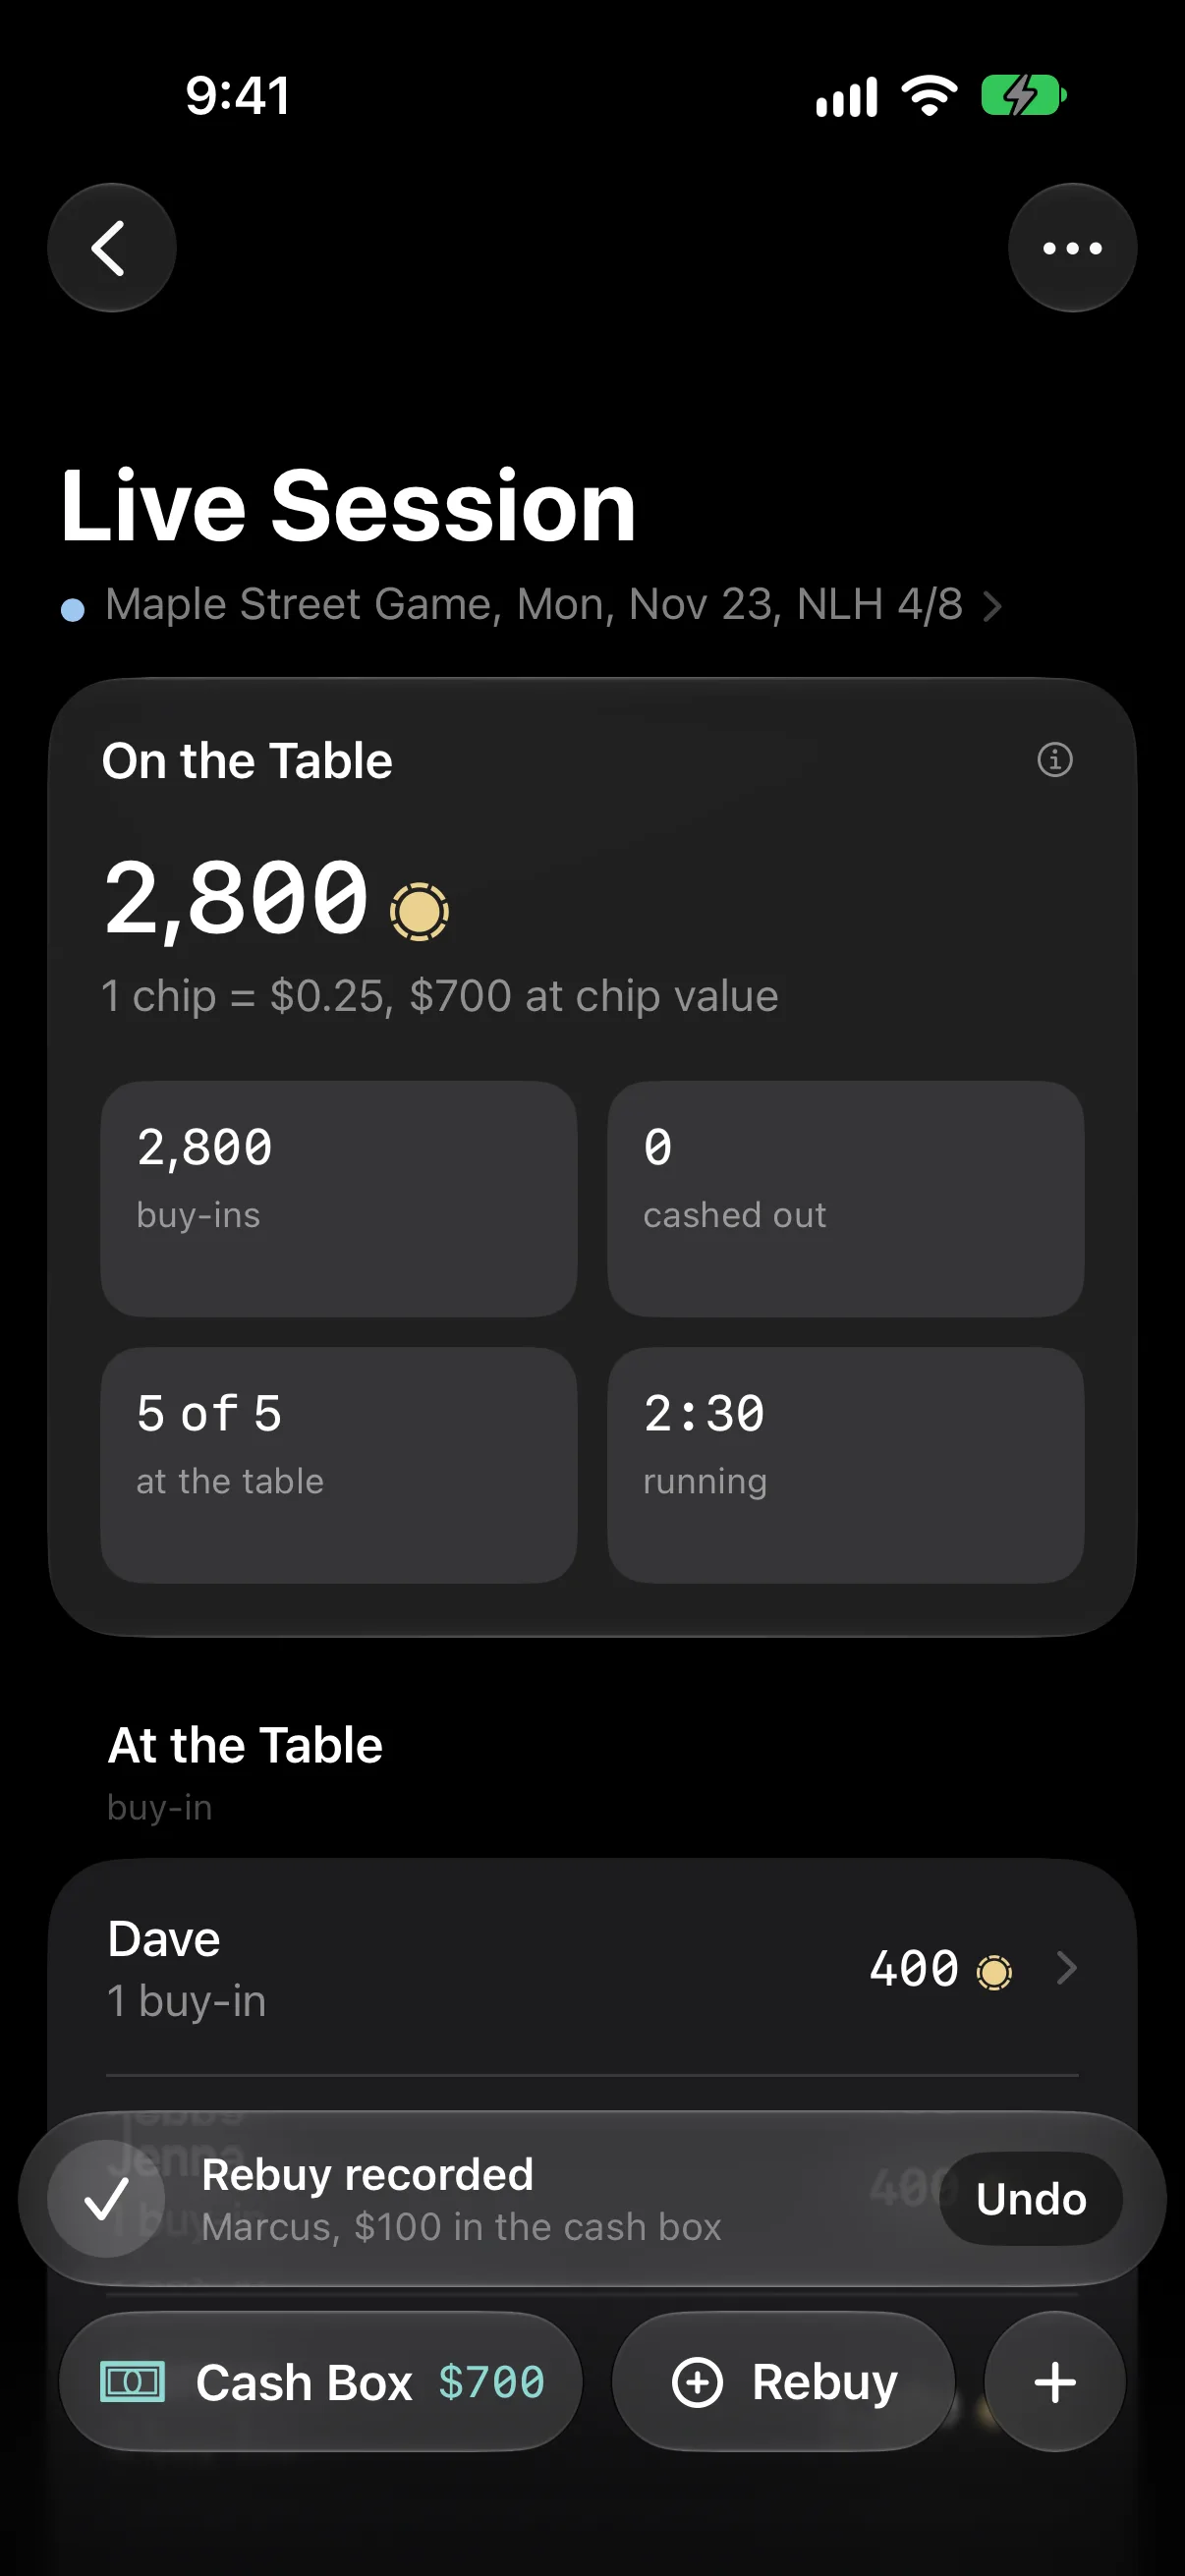 9:41
Live Session
Maple Street Game, Mon, Nov 23, NLH 4/8
On the Table
2,800
1 chip = $0.25, $700 at chip value
2,800
buy-ins
0
cashed out
5 of 5
at the table
2:30
running
At the Table
buy-in
Dave
1 buy-in
400
Jenna
400
Rebuy recorded
Marcus, $100 in the cash box
Undo
Cash Box $700
Rebuy